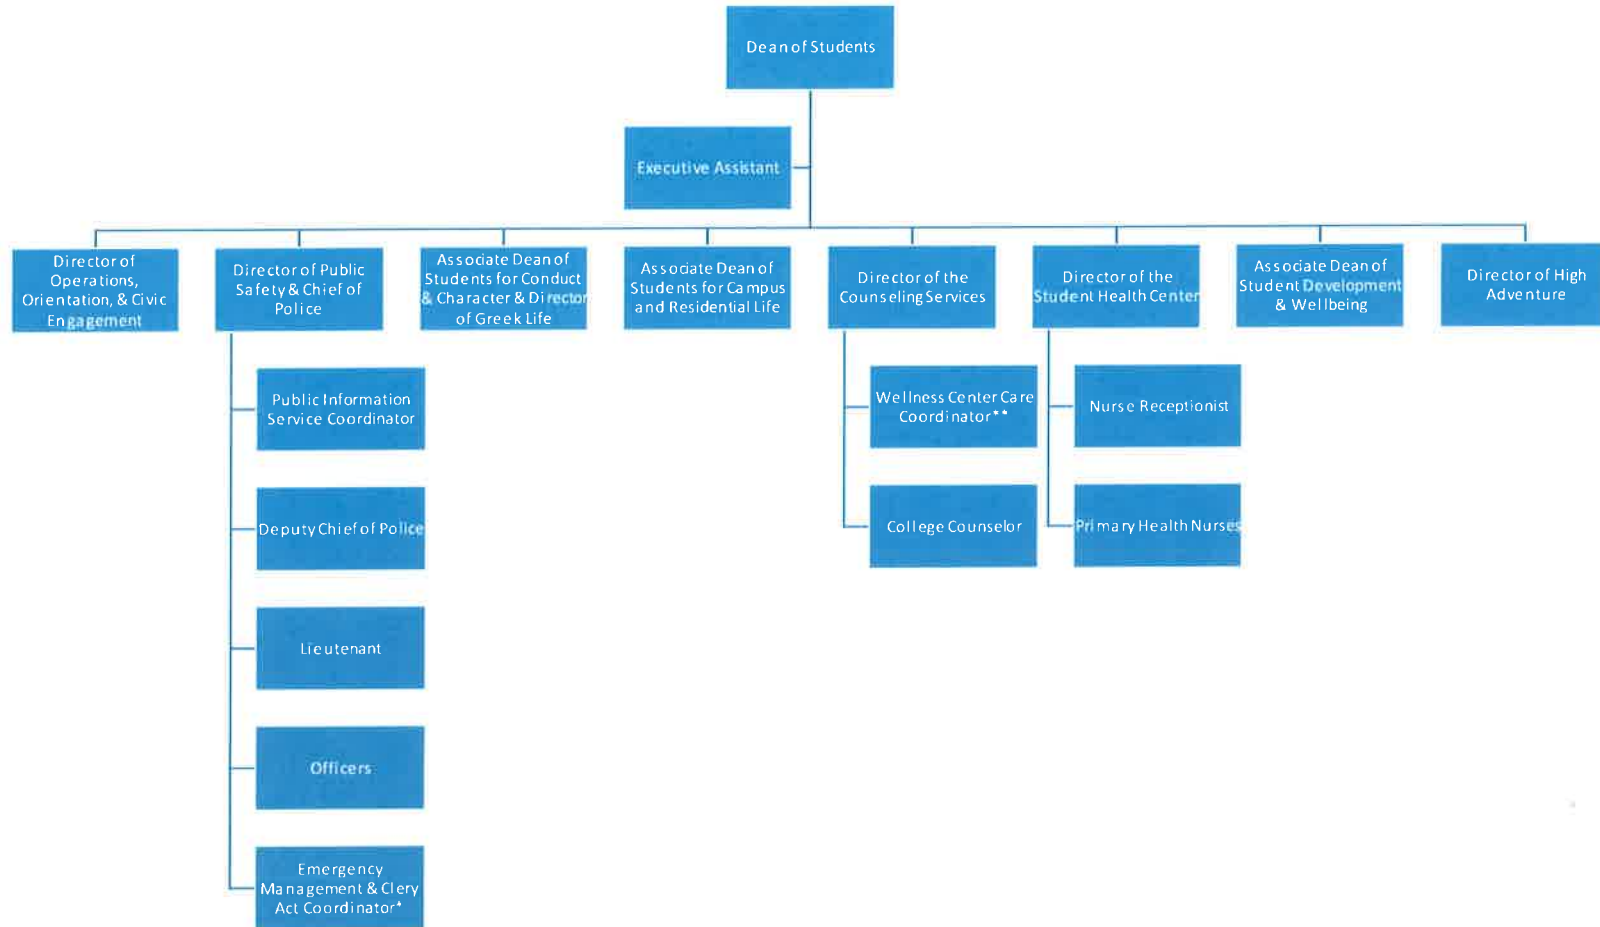 Dean of Students
Executive Assistant
Director of
Operations,
Orientation, & Civic
Engagement
Director of Public
Safety & Chief of
Police
Associate Dean of
Students for Conduct
& Character & Director
of Greek Life
Associate Dean of
Students for Campus
and Residential Life
Director of the
Counseling Services
Director of the
Student Health Center
Associate Dean of
Student Development
& Wellbeing
Director of High
Adventure
Public Information
Service Coordinator
Deputy Chief of Police
Lieutenant
Officers
Emergency
Management & Clery
Act Coordinator*
Wellness Center Care
Coordinator**
College Counselor
Nurse Receptionist
Primary Health Nurses